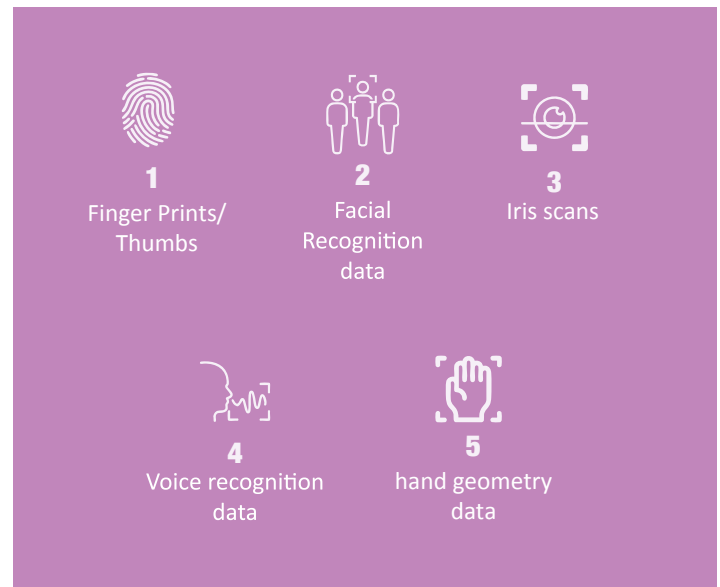 1
Finger Prints/
Thumbs
2
Facial
Recognition
data
3
Iris scans
4
Voice recognition
data
5
hand geometry
data